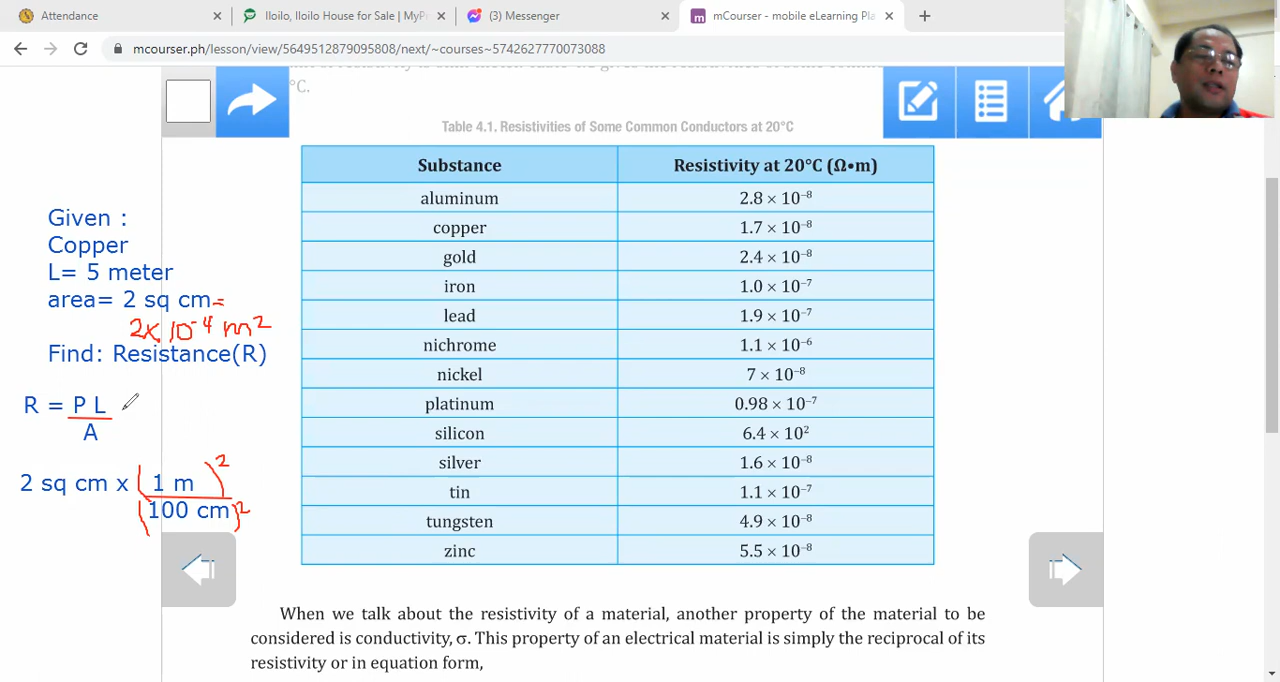 Attendance
Iloilo, Iloilo House for Sale | MyPr
(3) Messenger
mCourser - mobile eLearning Pla
mcourser.ph/lesson/view/5649512879095808/next/~courses~5742627770073088
°C.
Table 4.1. Resistivities of Some Common Conductors at 20°C
Substance Resistivity at 20°C (Ω•m)
aluminum 2.8 × 10⁻⁸
copper 1.7 × 10⁻⁸
gold 2.4 × 10⁻⁸
iron 1.0 × 10⁻⁷
lead 1.9 × 10⁻⁷
nichrome 1.1 × 10⁻⁶
nickel 7 × 10⁻⁸
platinum 0.98 × 10⁻⁷
silicon 6.4 × 10²
silver 1.6 × 10⁻⁸
tin 1.1 × 10⁻⁷
tungsten 4.9 × 10⁻⁸
zinc 5.5 × 10⁻⁸
Given :
Copper
L= 5 meter
area= 2 sq cm =
2x 10⁻⁴ m²
Find: Resistance(R)
R = P L
A
2 sq cm x ( 1 m )²
(100 cm)²
When we talk about the resistivity of a material, another property of the material to be
considered is conductivity, σ. This property of an electrical material is simply the reciprocal of its
resistivity or in equation form,